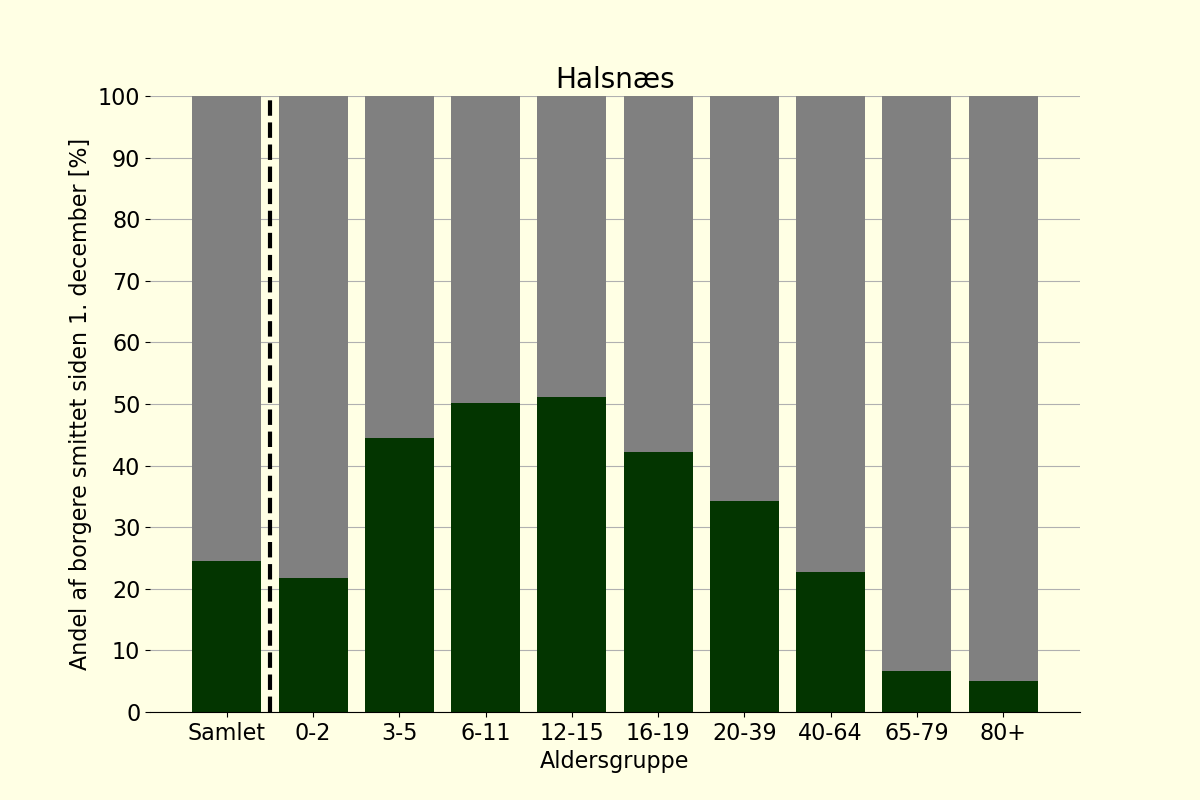 Halsnæs
Andel af borgere smittet siden 1. december [%]
100
90
80
70
60
50
40
30
20
10
0
Samlet 0-2 3-5 6-11 12-15 16-19 20-39 40-64 65-79 80+
Aldersgruppe